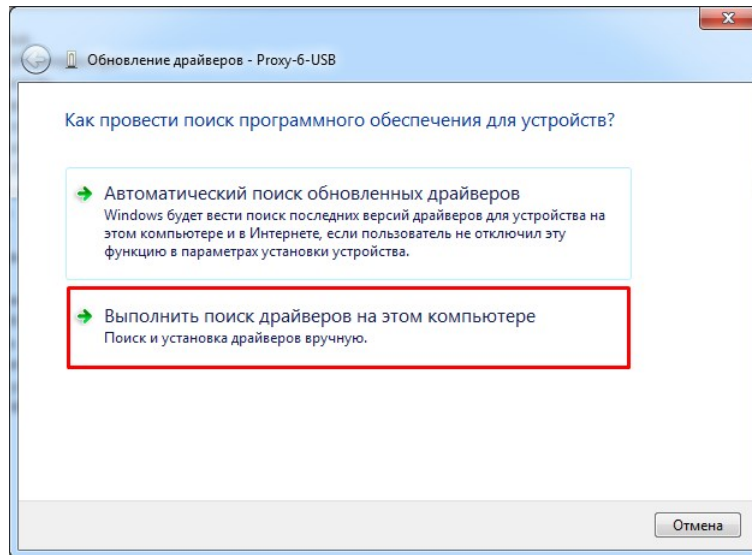 Обновление драйверов - Proxy-6-USB
Как провести поиск программного обеспечения для устройств?
Автоматический поиск обновленных драйверов
Windows будет вести поиск последних версий драйверов для устройства на
этом компьютере и в Интернете, если пользователь не отключил эту
функцию в параметрах установки устройства.
Выполнить поиск драйверов на этом компьютере
Поиск и установка драйверов вручную.
Отмена